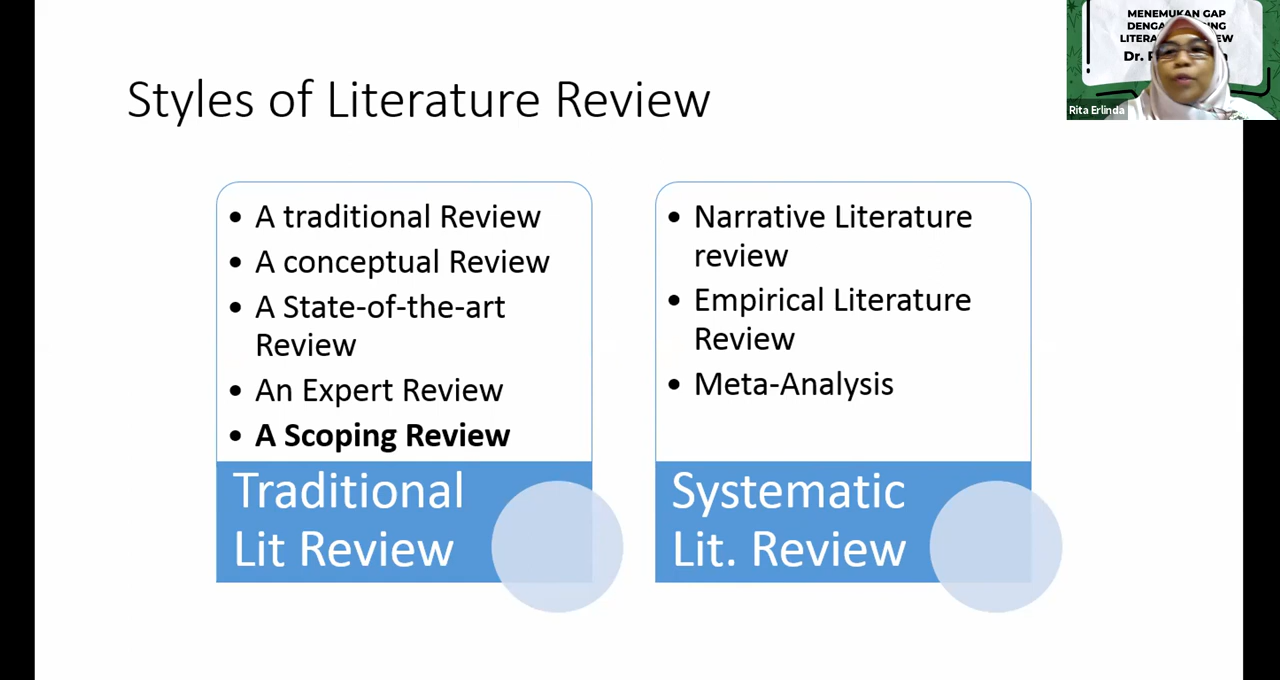 Styles of Literature Review
• A traditional Review
• A conceptual Review
• A State-of-the-art
Review
• An Expert Review
• A Scoping Review
Traditional
Lit Review
• Narrative Literature
review
• Empirical Literature
Review
• Meta-Analysis
Systematic
Lit. Review
MENEMUKAN GAP
Dr.
Rita Erlinda